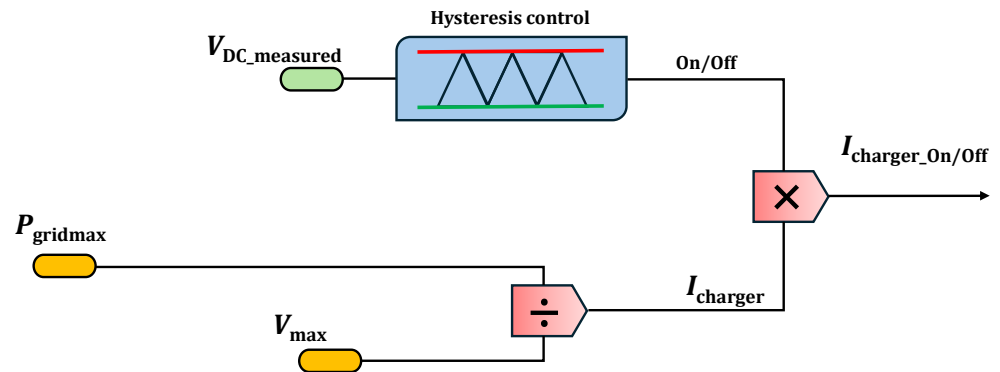 Hysteresis control
V_DC_measured
On/Off
I_charger_On/Off
×
P_gridmax
I_charger
÷
V_max